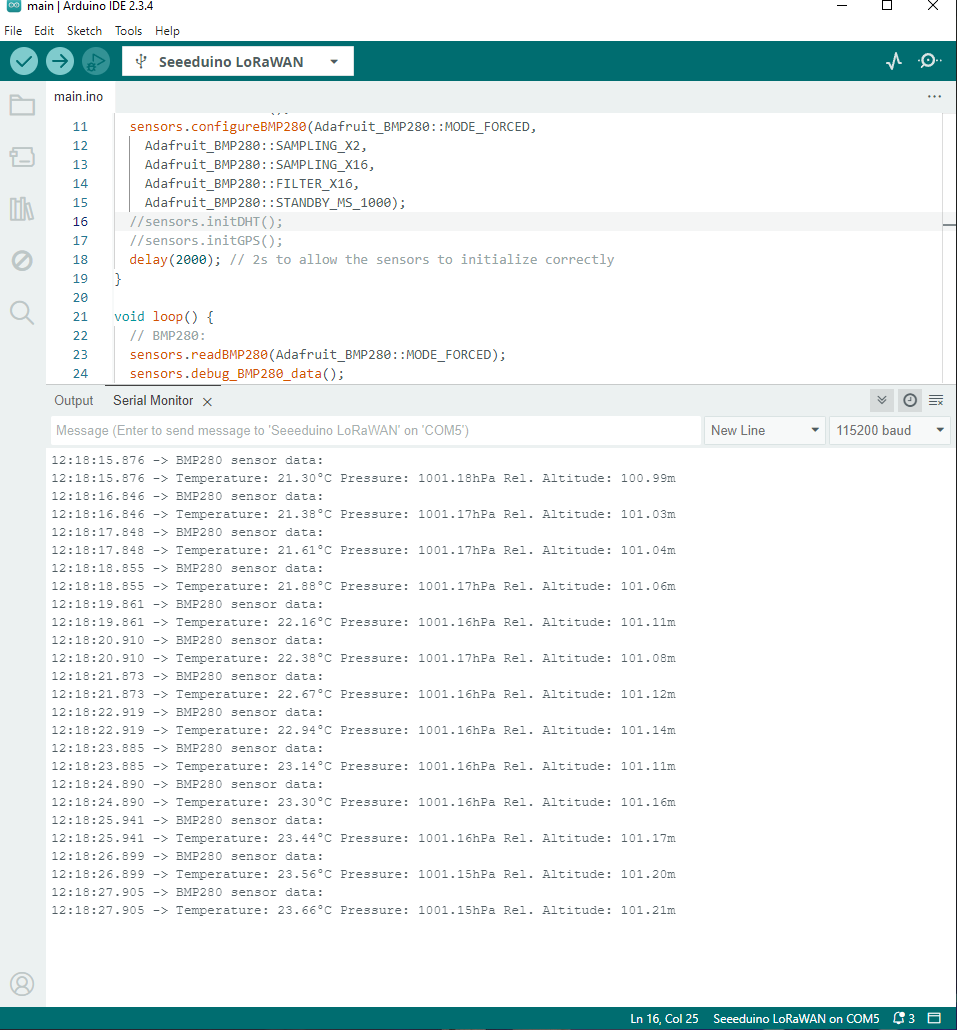 main | Arduino IDE 2.3.4
File Edit Sketch Tools Help
Seeeduino LoRaWAN
main.ino
11 sensors.configureBMP280(Adafruit_BMP280::MODE_FORCED,
12 Adafruit_BMP280::SAMPLING_X2,
13 Adafruit_BMP280::SAMPLING_X16,
14 Adafruit_BMP280::FILTER_X16,
15 Adafruit_BMP280::STANDBY_MS_1000);
16 //sensors.initDHT();
17 //sensors.initGPS();
18 delay(2000); // 2s to allow the sensors to initialize correctly
19 }
20
21 void loop() {
22 // BMP280:
23 sensors.readBMP280(Adafruit_BMP280::MODE_FORCED);
24 sensors.debug_BMP280_data();
Output Serial Monitor
Message (Enter to send message to 'Seeeduino LoRaWAN' on 'COM5') New Line 115200 baud
12:18:15.876 -> BMP280 sensor data:
12:18:15.876 -> Temperature: 21.30°C Pressure: 1001.18hPa Rel. Altitude: 100.99m
12:18:16.846 -> BMP280 sensor data:
12:18:16.846 -> Temperature: 21.38°C Pressure: 1001.17hPa Rel. Altitude: 101.03m
12:18:17.848 -> BMP280 sensor data:
12:18:17.848 -> Temperature: 21.61°C Pressure: 1001.17hPa Rel. Altitude: 101.04m
12:18:18.855 -> BMP280 sensor data:
12:18:18.855 -> Temperature: 21.88°C Pressure: 1001.17hPa Rel. Altitude: 101.06m
12:18:19.861 -> BMP280 sensor data:
12:18:19.861 -> Temperature: 22.16°C Pressure: 1001.16hPa Rel. Altitude: 101.11m
12:18:20.910 -> BMP280 sensor data:
12:18:20.910 -> Temperature: 22.38°C Pressure: 1001.17hPa Rel. Altitude: 101.08m
12:18:21.873 -> BMP280 sensor data:
12:18:21.873 -> Temperature: 22.67°C Pressure: 1001.16hPa Rel. Altitude: 101.12m
12:18:22.919 -> BMP280 sensor data:
12:18:22.919 -> Temperature: 22.94°C Pressure: 1001.16hPa Rel. Altitude: 101.14m
12:18:23.885 -> BMP280 sensor data:
12:18:23.885 -> Temperature: 23.14°C Pressure: 1001.16hPa Rel. Altitude: 101.11m
12:18:24.890 -> BMP280 sensor data:
12:18:24.890 -> Temperature: 23.30°C Pressure: 1001.16hPa Rel. Altitude: 101.16m
12:18:25.941 -> BMP280 sensor data:
12:18:25.941 -> Temperature: 23.44°C Pressure: 1001.16hPa Rel. Altitude: 101.17m
12:18:26.899 -> BMP280 sensor data:
12:18:26.899 -> Temperature: 23.56°C Pressure: 1001.15hPa Rel. Altitude: 101.20m
12:18:27.905 -> BMP280 sensor data:
12:18:27.905 -> Temperature: 23.66°C Pressure: 1001.15hPa Rel. Altitude: 101.21m
Ln 16, Col 25 Seeeduino LoRaWAN on COM5 3